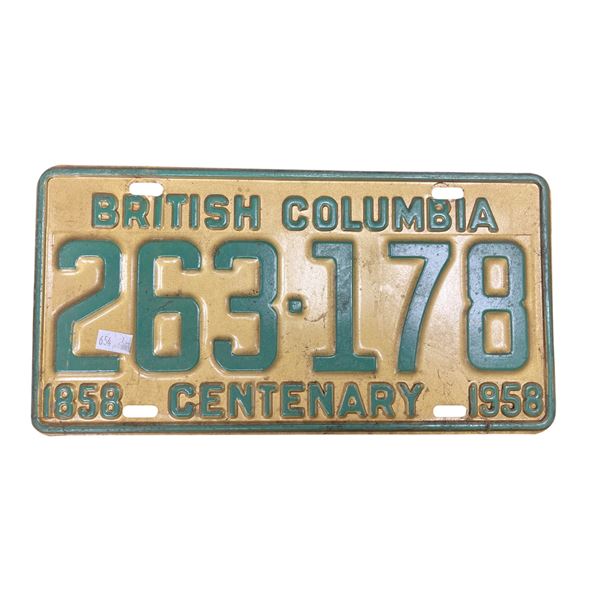 BRITISH COLUMBIA
263·178
1858 CENTENARY 1958